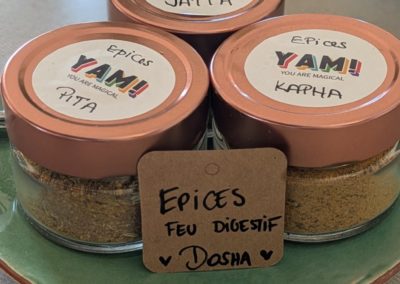 Epices
YAM!
YOU ARE MAGICAL
PITA
Epices
YAM!
YOU ARE MAGICAL
KAPHA
EPICES
FEU DIGESTIF
♥ DOSHA ♥